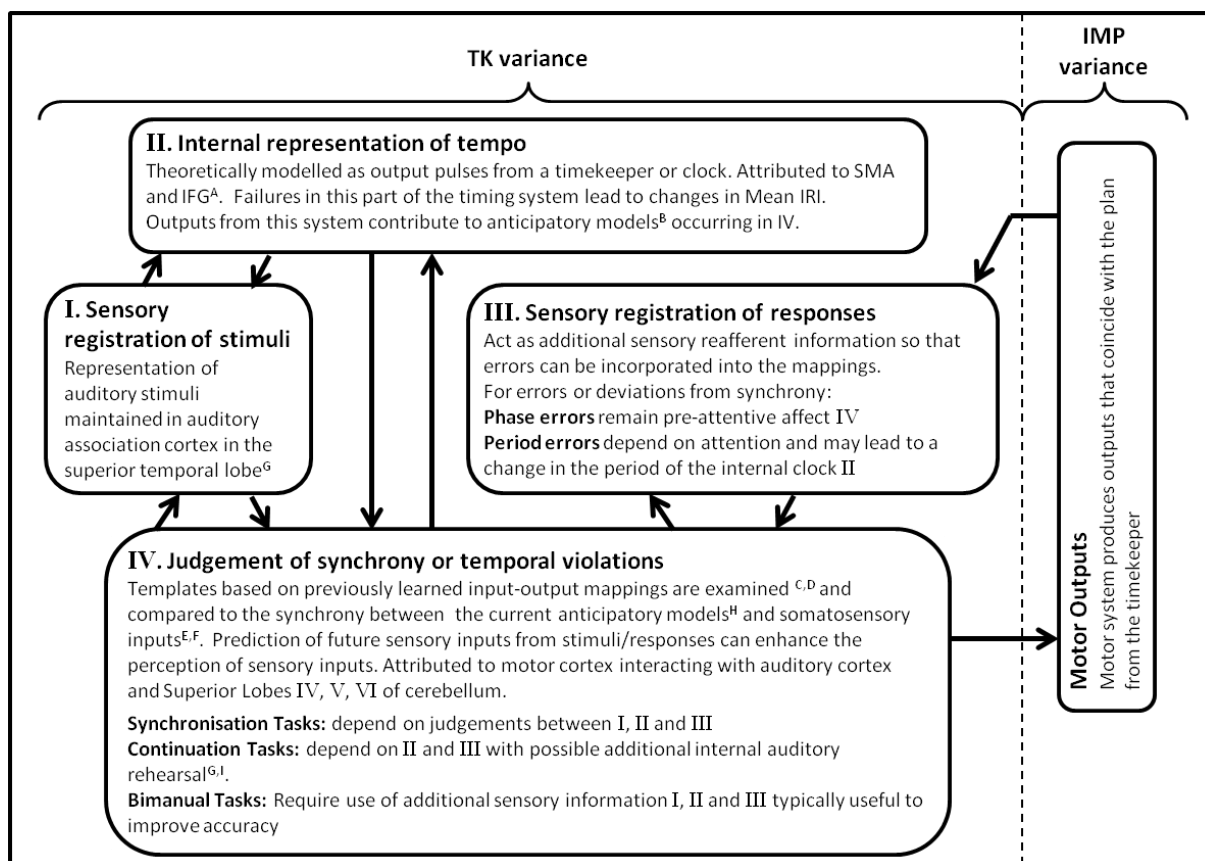 TK variance
IMP
variance
II. Internal representation of tempo
Theoretically modelled as output pulses from a timekeeper or clock. Attributed to SMA
and IFGᴬ. Failures in this part of the timing system lead to changes in Mean IRI.
Outputs from this system contribute to anticipatory modelsᴮ occurring in IV.
I. Sensory
registration of stimuli
Representation of
auditory stimuli
maintained in auditory
association cortex in the
superior temporal lobeᴳ
III. Sensory registration of responses
Act as additional sensory reafferent information so that
errors can be incorporated into the mappings.
For errors or deviations from synchrony:
Phase errors remain pre-attentive affect IV
Period errors depend on attention and may lead to a
change in the period of the internal clock II
IV. Judgement of synchrony or temporal violations
Templates based on previously learned input-output mappings are examined C,D and
compared to the synchrony between the current anticipatory modelsᴴ and somatosensory
inputsE,F. Prediction of future sensory inputs from stimuli/responses can enhance the
perception of sensory inputs. Attributed to motor cortex interacting with auditory cortex
and Superior Lobes IV, V, VI of cerebellum.
Synchronisation Tasks: depend on judgements between I, II and III
Continuation Tasks: depend on II and III with possible additional internal auditory
rehearsalG,I.
Bimanual Tasks: Require use of additional sensory information I, II and III typically useful to
improve accuracy
Motor Outputs
Motor system produces outputs that coincide with the plan
from the timekeeper